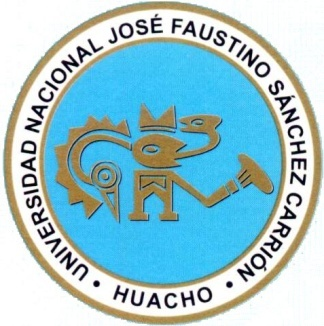 UNIVERSIDAD NACIONAL JOSÉ FAUSTINO SÁNCHEZ CARRIÓN
• HUACHO •